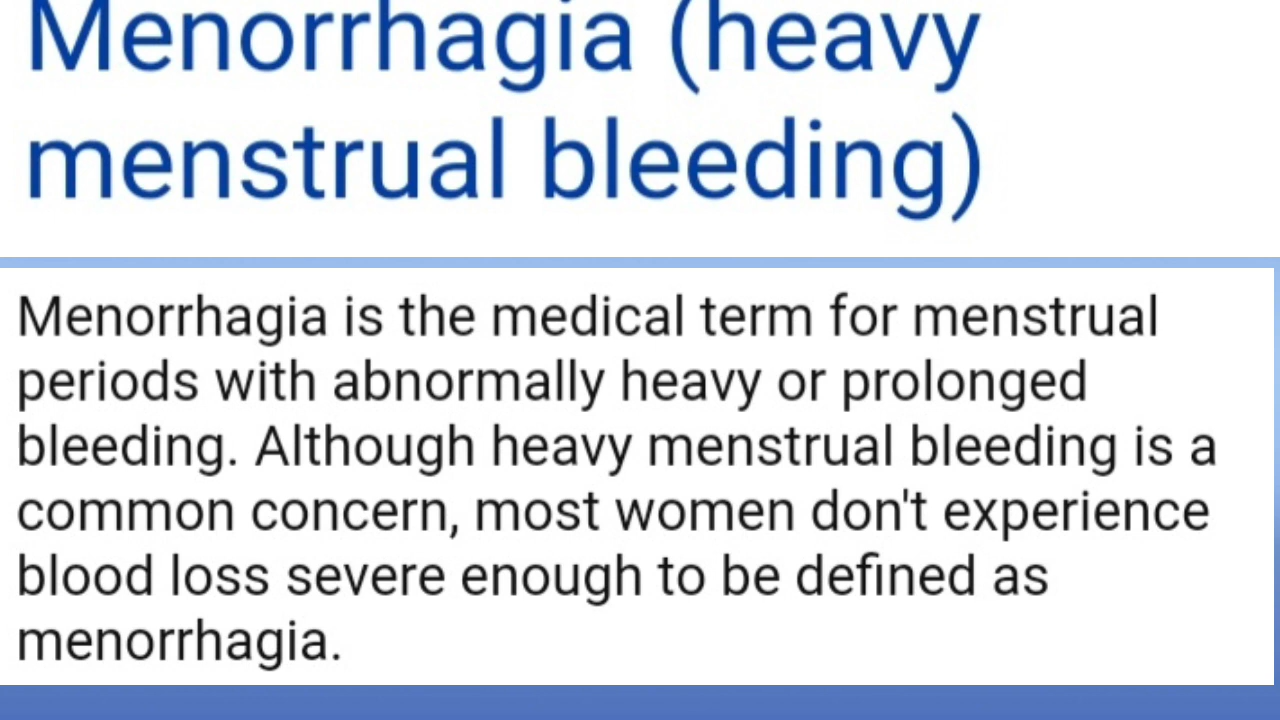 Menorrhagia (heavy
menstrual bleeding)
Menorrhagia is the medical term for menstrual
periods with abnormally heavy or prolonged
bleeding. Although heavy menstrual bleeding is a
common concern, most women don't experience
blood loss severe enough to be defined as
menorrhagia.